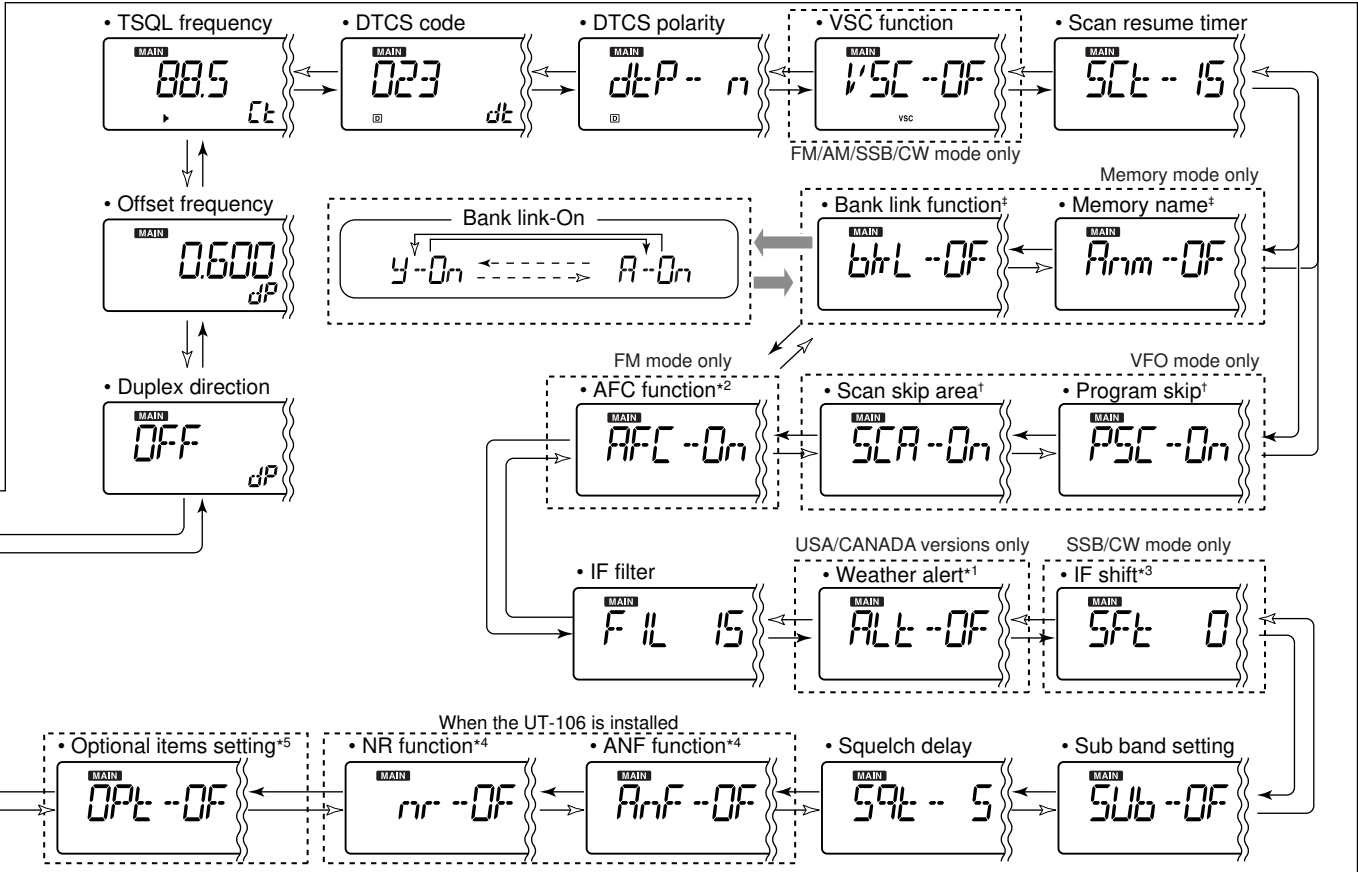 • TSQL frequency
• DTCS code
• DTCS polarity
• VSC function
• Scan resume timer
MAIN
88.5
Ct
MAIN
023
D
dt
MAIN
dtP- n
D
MAIN
VSC -OF
VSC
MAIN
SCt - 15
FM/AM/SSB/CW mode only
Memory mode only
• Offset frequency
MAIN
0.600
dP
Bank link-On
y-On
A-On
• Bank link function‡
• Memory name‡
MAIN
bkL -OF
MAIN
Anm -OF
FM mode only
VFO mode only
• Duplex direction
MAIN
OFF
dP
• AFC function*2
• Scan skip area†
• Program skip†
MAIN
AFC -On
MAIN
SCA -On
MAIN
PSC -On
USA/CANADA versions only
SSB/CW mode only
• IF filter
• Weather alert*1
• IF shift*3
MAIN
FIL 15
MAIN
ALt -OF
MAIN
SFt 0
When the UT-106 is installed
• Optional items setting*5
• NR function*4
• ANF function*4
• Squelch delay
• Sub band setting
MAIN
OPt -OF
MAIN
nr -OF
MAIN
AnF -OF
MAIN
Sqt - S
MAIN
SUb -OF